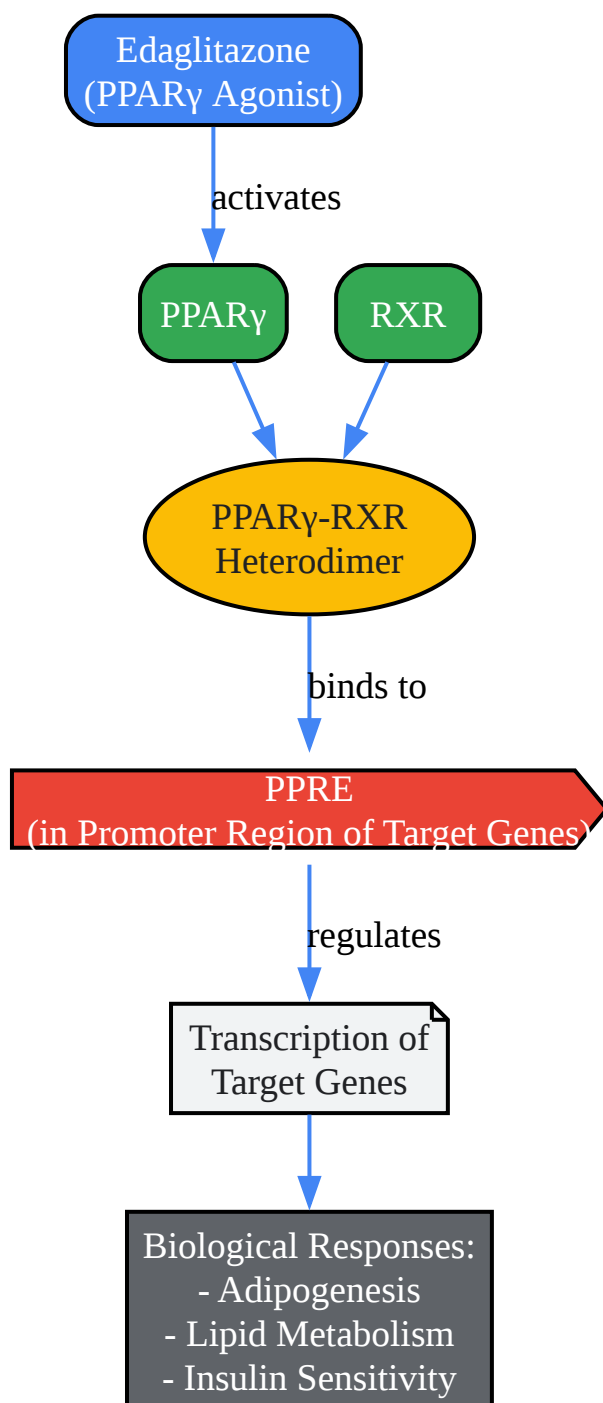 Edaglitazone
(PPARγ Agonist)
activates
PPARγ
RXR
PPARγ-RXR
Heterodimer
binds to
PPRE
(in Promoter Region of Target Genes)
regulates
Transcription of
Target Genes
Biological Responses:
- Adipogenesis
- Lipid Metabolism
- Insulin Sensitivity